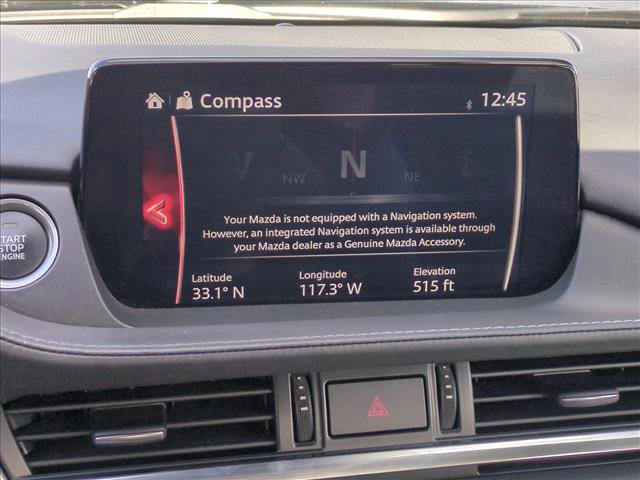 Compass 12:45
W NW N NE E
Your Mazda is not equipped with a Navigation system.
However, an integrated Navigation system is available through
your Mazda dealer as a Genuine Mazda Accessory.
Latitude Longitude Elevation
33.1° N 117.3° W 515 ft
START
STOP
ENGINE